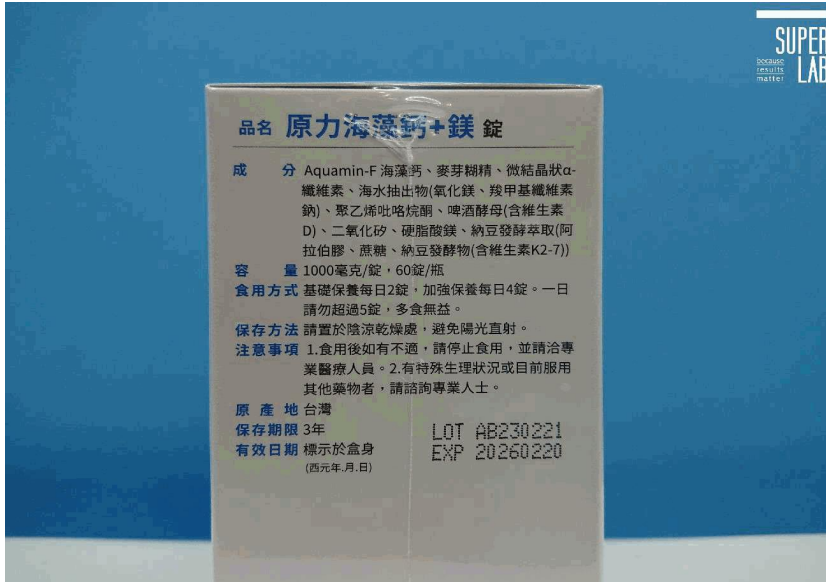 SUPER
LAB
because
results
matter
品名 原力海藻鈣+鎂 錠
成分 Aquamin-F 海藻鈣、麥芽糊精、微結晶狀α-
纖維素、海水抽出物(氧化鎂、羧甲基纖維素
鈉)、聚乙烯吡咯烷酮、啤酒酵母(含維生素
D)、二氧化矽、硬脂酸鎂、納豆發酵萃取(阿
拉伯膠、蔗糖、納豆發酵物(含維生素K2-7))
容量 1000毫克/錠，60錠/瓶
食用方式 基礎保養每日2錠，加強保養每日4錠。一日
請勿超過5錠，多食無益。
保存方法 請置於陰涼乾燥處，避免陽光直射。
注意事項 1.食用後如有不適，請停止食用，並請洽專
業醫療人員。2.有特殊生理狀況或目前服用
其他藥物者，請諮詢專業人士。
原產地 台灣
保存期限 3年
有效日期 標示於盒身
(西元年.月.日)
LOT AB230221
EXP 20260220